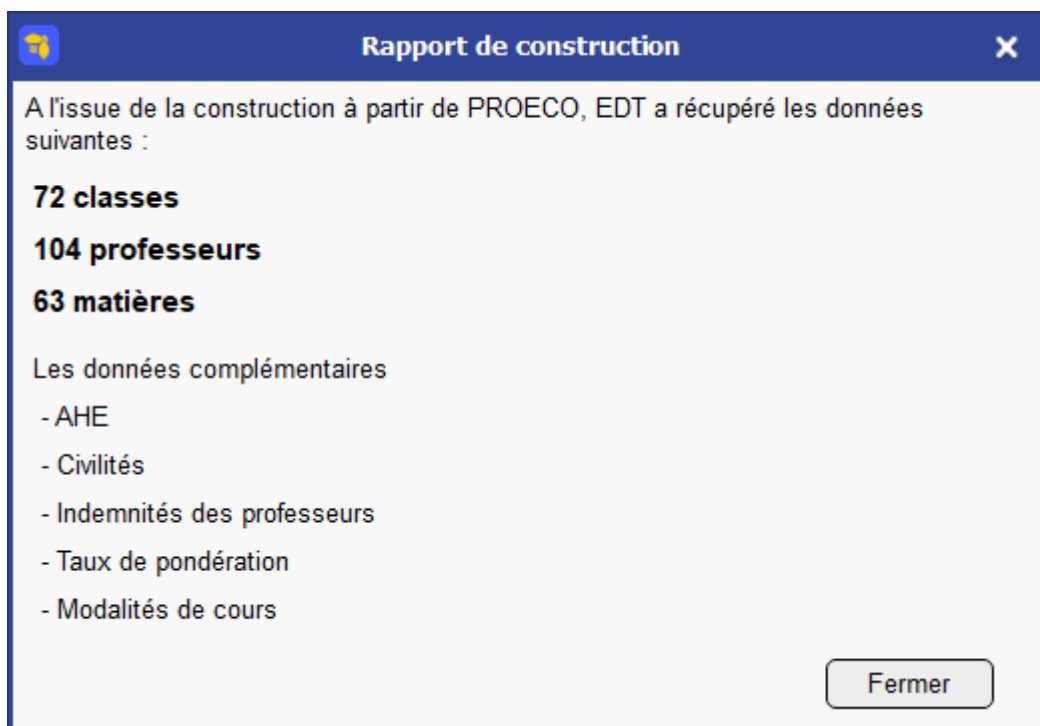 Rapport de construction
A l'issue de la construction à partir de PROECO, EDT a récupéré les données
suivantes :
72 classes
104 professeurs
63 matières
Les données complémentaires
- AHE
- Civilités
- Indemnités des professeurs
- Taux de pondération
- Modalités de cours
Fermer